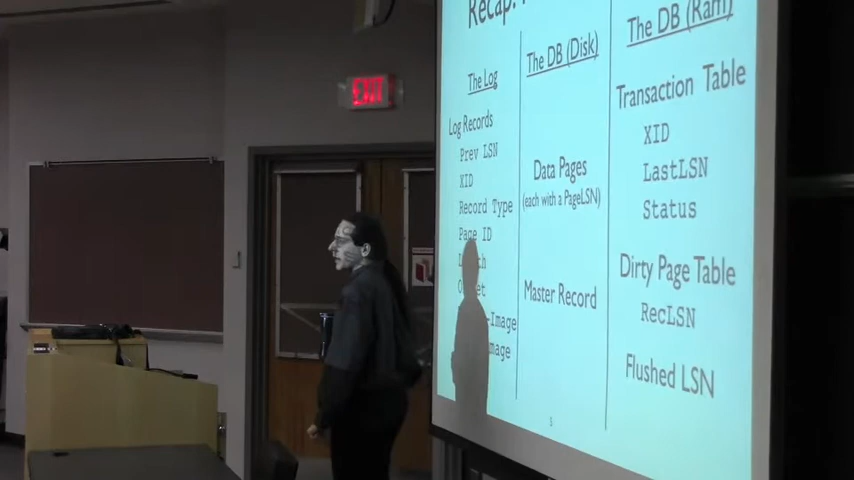 EXIT
Recap:
The Log
Log Records
Prev LSN
XID
Record Type
Page ID
Image
The DB (Disk)
Data Pages
(each with a PageLSN)
Master Record
The DB (Ram)
Transaction Table
XID
LastLSN
Status
Dirty Page Table
RecLSN
Flushed LSN